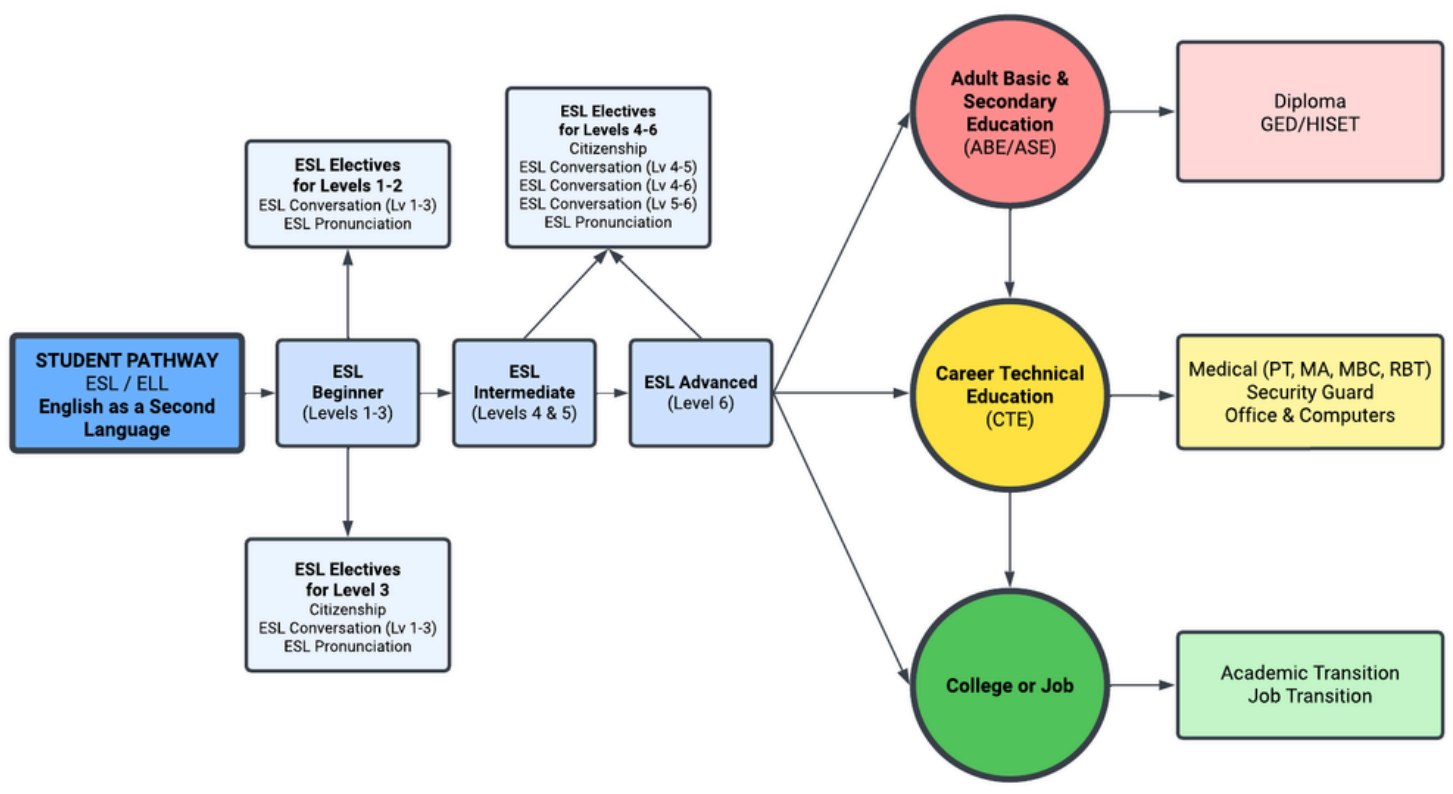 STUDENT PATHWAY
ESL / ELL
English as a Second
Language
ESL Electives
for Levels 1-2
ESL Conversation (Lv 1-3)
ESL Pronunciation
ESL
Beginner
(Levels 1-3)
ESL Electives
for Level 3
Citizenship
ESL Conversation (Lv 1-3)
ESL Pronunciation
ESL Electives
for Levels 4-6
Citizenship
ESL Conversation (Lv 4-5)
ESL Conversation (Lv 4-6)
ESL Conversation (Lv 5-6)
ESL Pronunciation
ESL
Intermediate
(Levels 4 & 5)
ESL Advanced
(Level 6)
Adult Basic &
Secondary
Education
(ABE/ASE)
Diploma
GED/HISET
Career Technical
Education
(CTE)
Medical (PT, MA, MBC, RBT)
Security Guard
Office & Computers
College or Job
Academic Transition
Job Transition